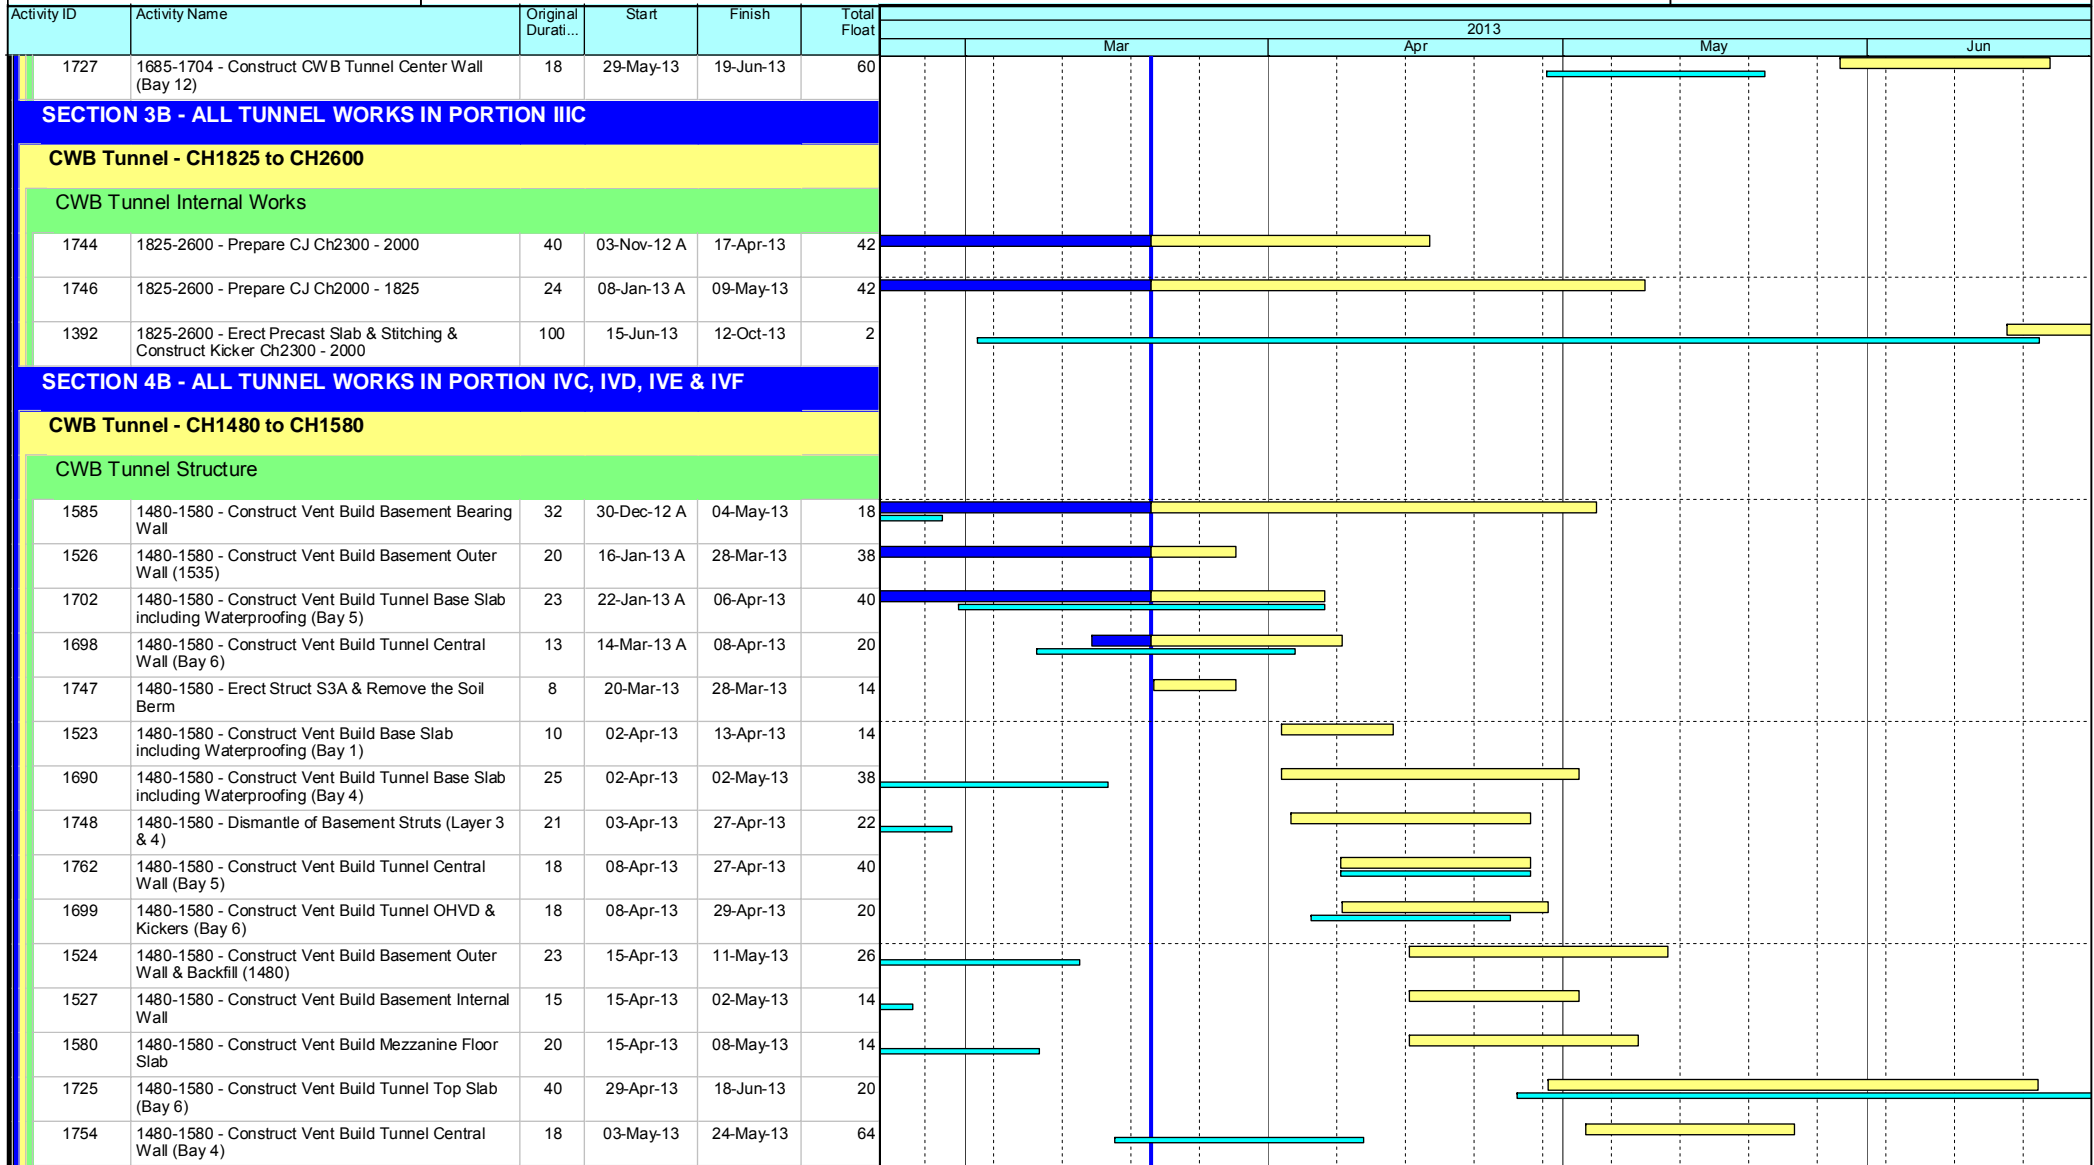 Activity ID Activity Name Original Start Finish Total
Durati... Float
2013
Mar Apr May Jun
1727 1685-1704 - Construct CWB Tunnel Center Wall 18 29-May-13 19-Jun-13 60
(Bay 12)
SECTION 3B - ALL TUNNEL WORKS IN PORTION IIIC
CWB Tunnel - CH1825 to CH2600
CWB Tunnel Internal Works
1744 1825-2600 - Prepare CJ Ch2300 - 2000 40 03-Nov-12 A 17-Apr-13 42
1746 1825-2600 - Prepare CJ Ch2000 - 1825 24 08-Jan-13 A 09-May-13 42
1392 1825-2600 - Erect Precast Slab & Stitching & 100 15-Jun-13 12-Oct-13 2
Construct Kicker Ch2300 - 2000
SECTION 4B - ALL TUNNEL WORKS IN PORTION IVC, IVD, IVE & IVF
CWB Tunnel - CH1480 to CH1580
CWB Tunnel Structure
1585 1480-1580 - Construct Vent Build Basement Bearing 32 30-Dec-12 A 04-May-13 18
Wall
1526 1480-1580 - Construct Vent Build Basement Outer 20 16-Jan-13 A 28-Mar-13 38
Wall (1535)
1702 1480-1580 - Construct Vent Build Tunnel Base Slab 23 22-Jan-13 A 06-Apr-13 40
including Waterproofing (Bay 5)
1698 1480-1580 - Construct Vent Build Tunnel Central 13 14-Mar-13 A 08-Apr-13 20
Wall (Bay 6)
1747 1480-1580 - Erect Struct S3A & Remove the Soil 8 20-Mar-13 28-Mar-13 14
Berm
1523 1480-1580 - Construct Vent Build Base Slab 10 02-Apr-13 13-Apr-13 14
including Waterproofing (Bay 1)
1690 1480-1580 - Construct Vent Build Tunnel Base Slab 25 02-Apr-13 02-May-13 38
including Waterproofing (Bay 4)
1748 1480-1580 - Dismantle of Basement Struts (Layer 3 21 03-Apr-13 27-Apr-13 22
& 4)
1762 1480-1580 - Construct Vent Build Tunnel Central 18 08-Apr-13 27-Apr-13 40
Wall (Bay 5)
1699 1480-1580 - Construct Vent Build Tunnel OHVD & 18 08-Apr-13 29-Apr-13 20
Kickers (Bay 6)
1524 1480-1580 - Construct Vent Build Basement Outer 23 15-Apr-13 11-May-13 26
Wall & Backfill (1480)
1527 1480-1580 - Construct Vent Build Basement Internal 15 15-Apr-13 02-May-13 14
Wall
1580 1480-1580 - Construct Vent Build Mezzanine Floor 20 15-Apr-13 08-May-13 14
Slab
1725 1480-1580 - Construct Vent Build Tunnel Top Slab 40 29-Apr-13 18-Jun-13 20
(Bay 6)
1754 1480-1580 - Construct Vent Build Tunnel Central 18 03-May-13 24-May-13 64
Wall (Bay 4)